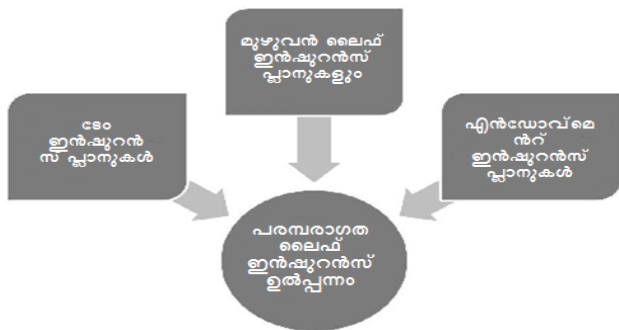 മുഴുവൻ ലൈഫ്
ഇൻഷുറൻസ്
പ്ലാനുകളും
ടേം
ഇൻഷുറൻ
സ് പ്ലാനുകൾ
എൻഡോവ്മെ
ൻറ്
ഇൻഷുറൻസ്
പ്ലാനുകൾ
പരമ്പരാഗത
ലൈഫ്
ഇൻഷുറൻസ്
ഉൽപ്പന്നം